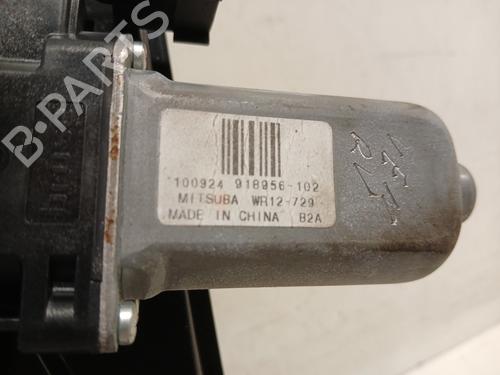 B-PARTS
100924 918956-102
MITSUBA WR12-729
MADE IN CHINA B2A